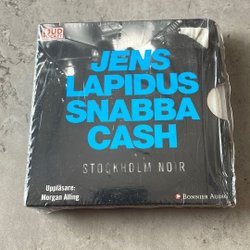 JENS
LAPIDUS
SNABBA
CASH
STOCKHOLM NOIR
Uppläsare:
Morgan Alling
BONNIER AUDIO